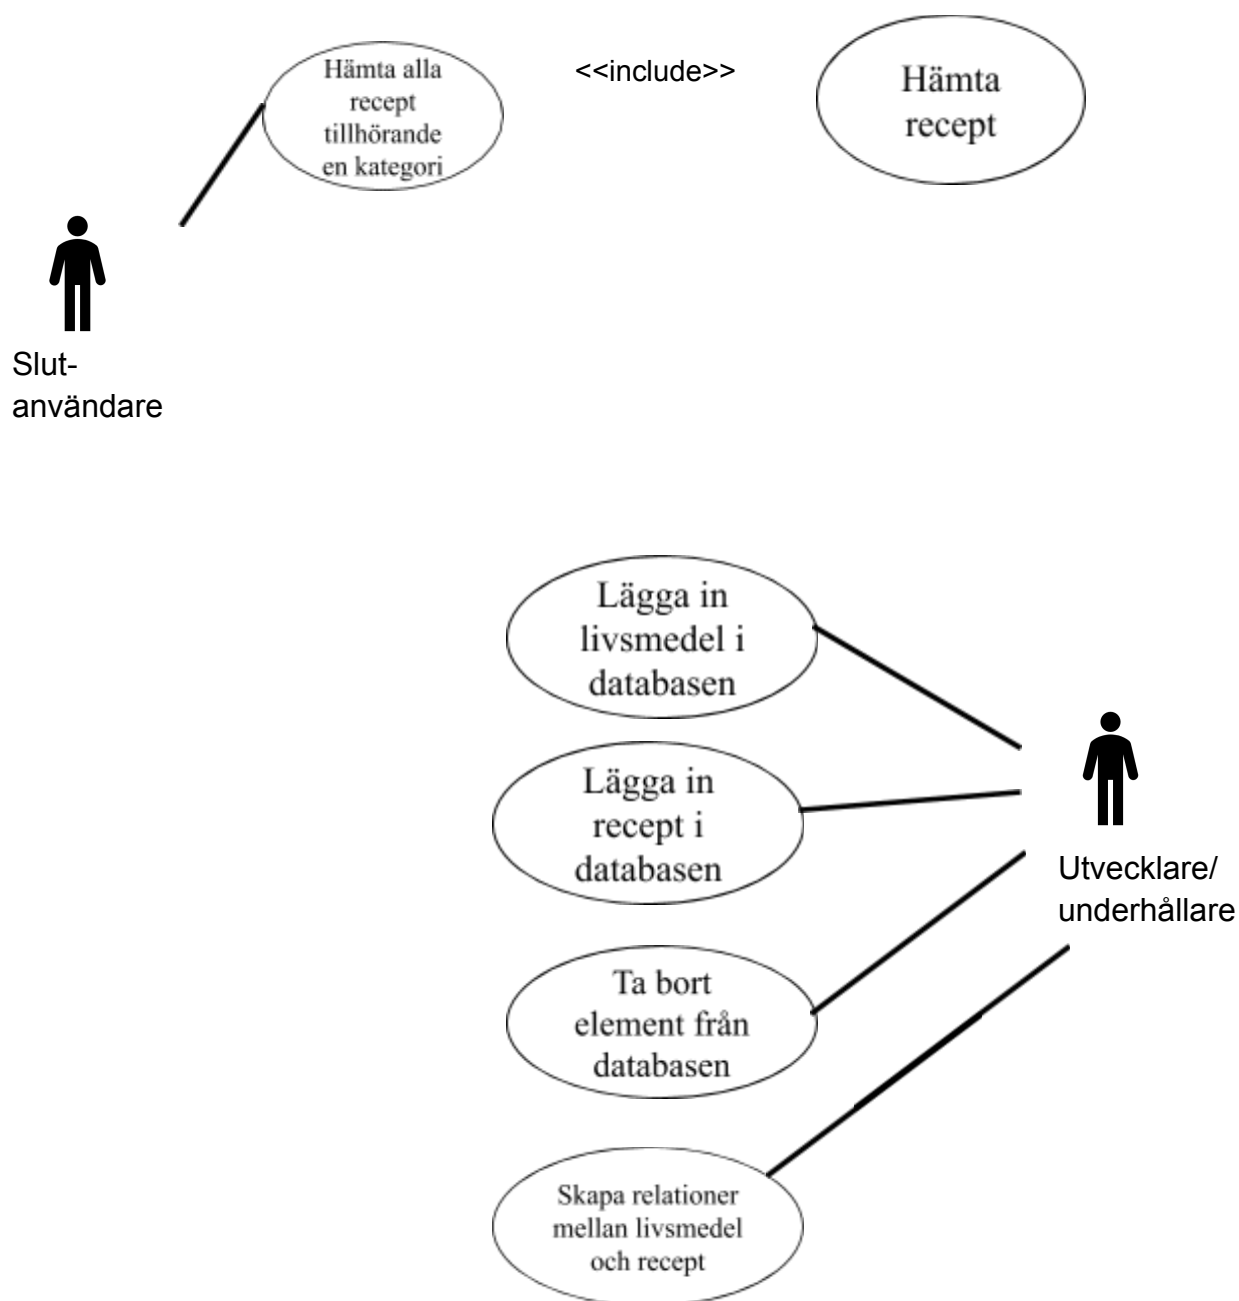 Hämta alla
recept
tillhörande
en kategori
<<include>>
Hämta
recept
Slut-
användare
Lägga in
livsmedel i
databasen
Lägga in
recept i
databasen
Utvecklare/
underhållare
Ta bort
element från
databasen
Skapa relationer
mellan livsmedel
och recept